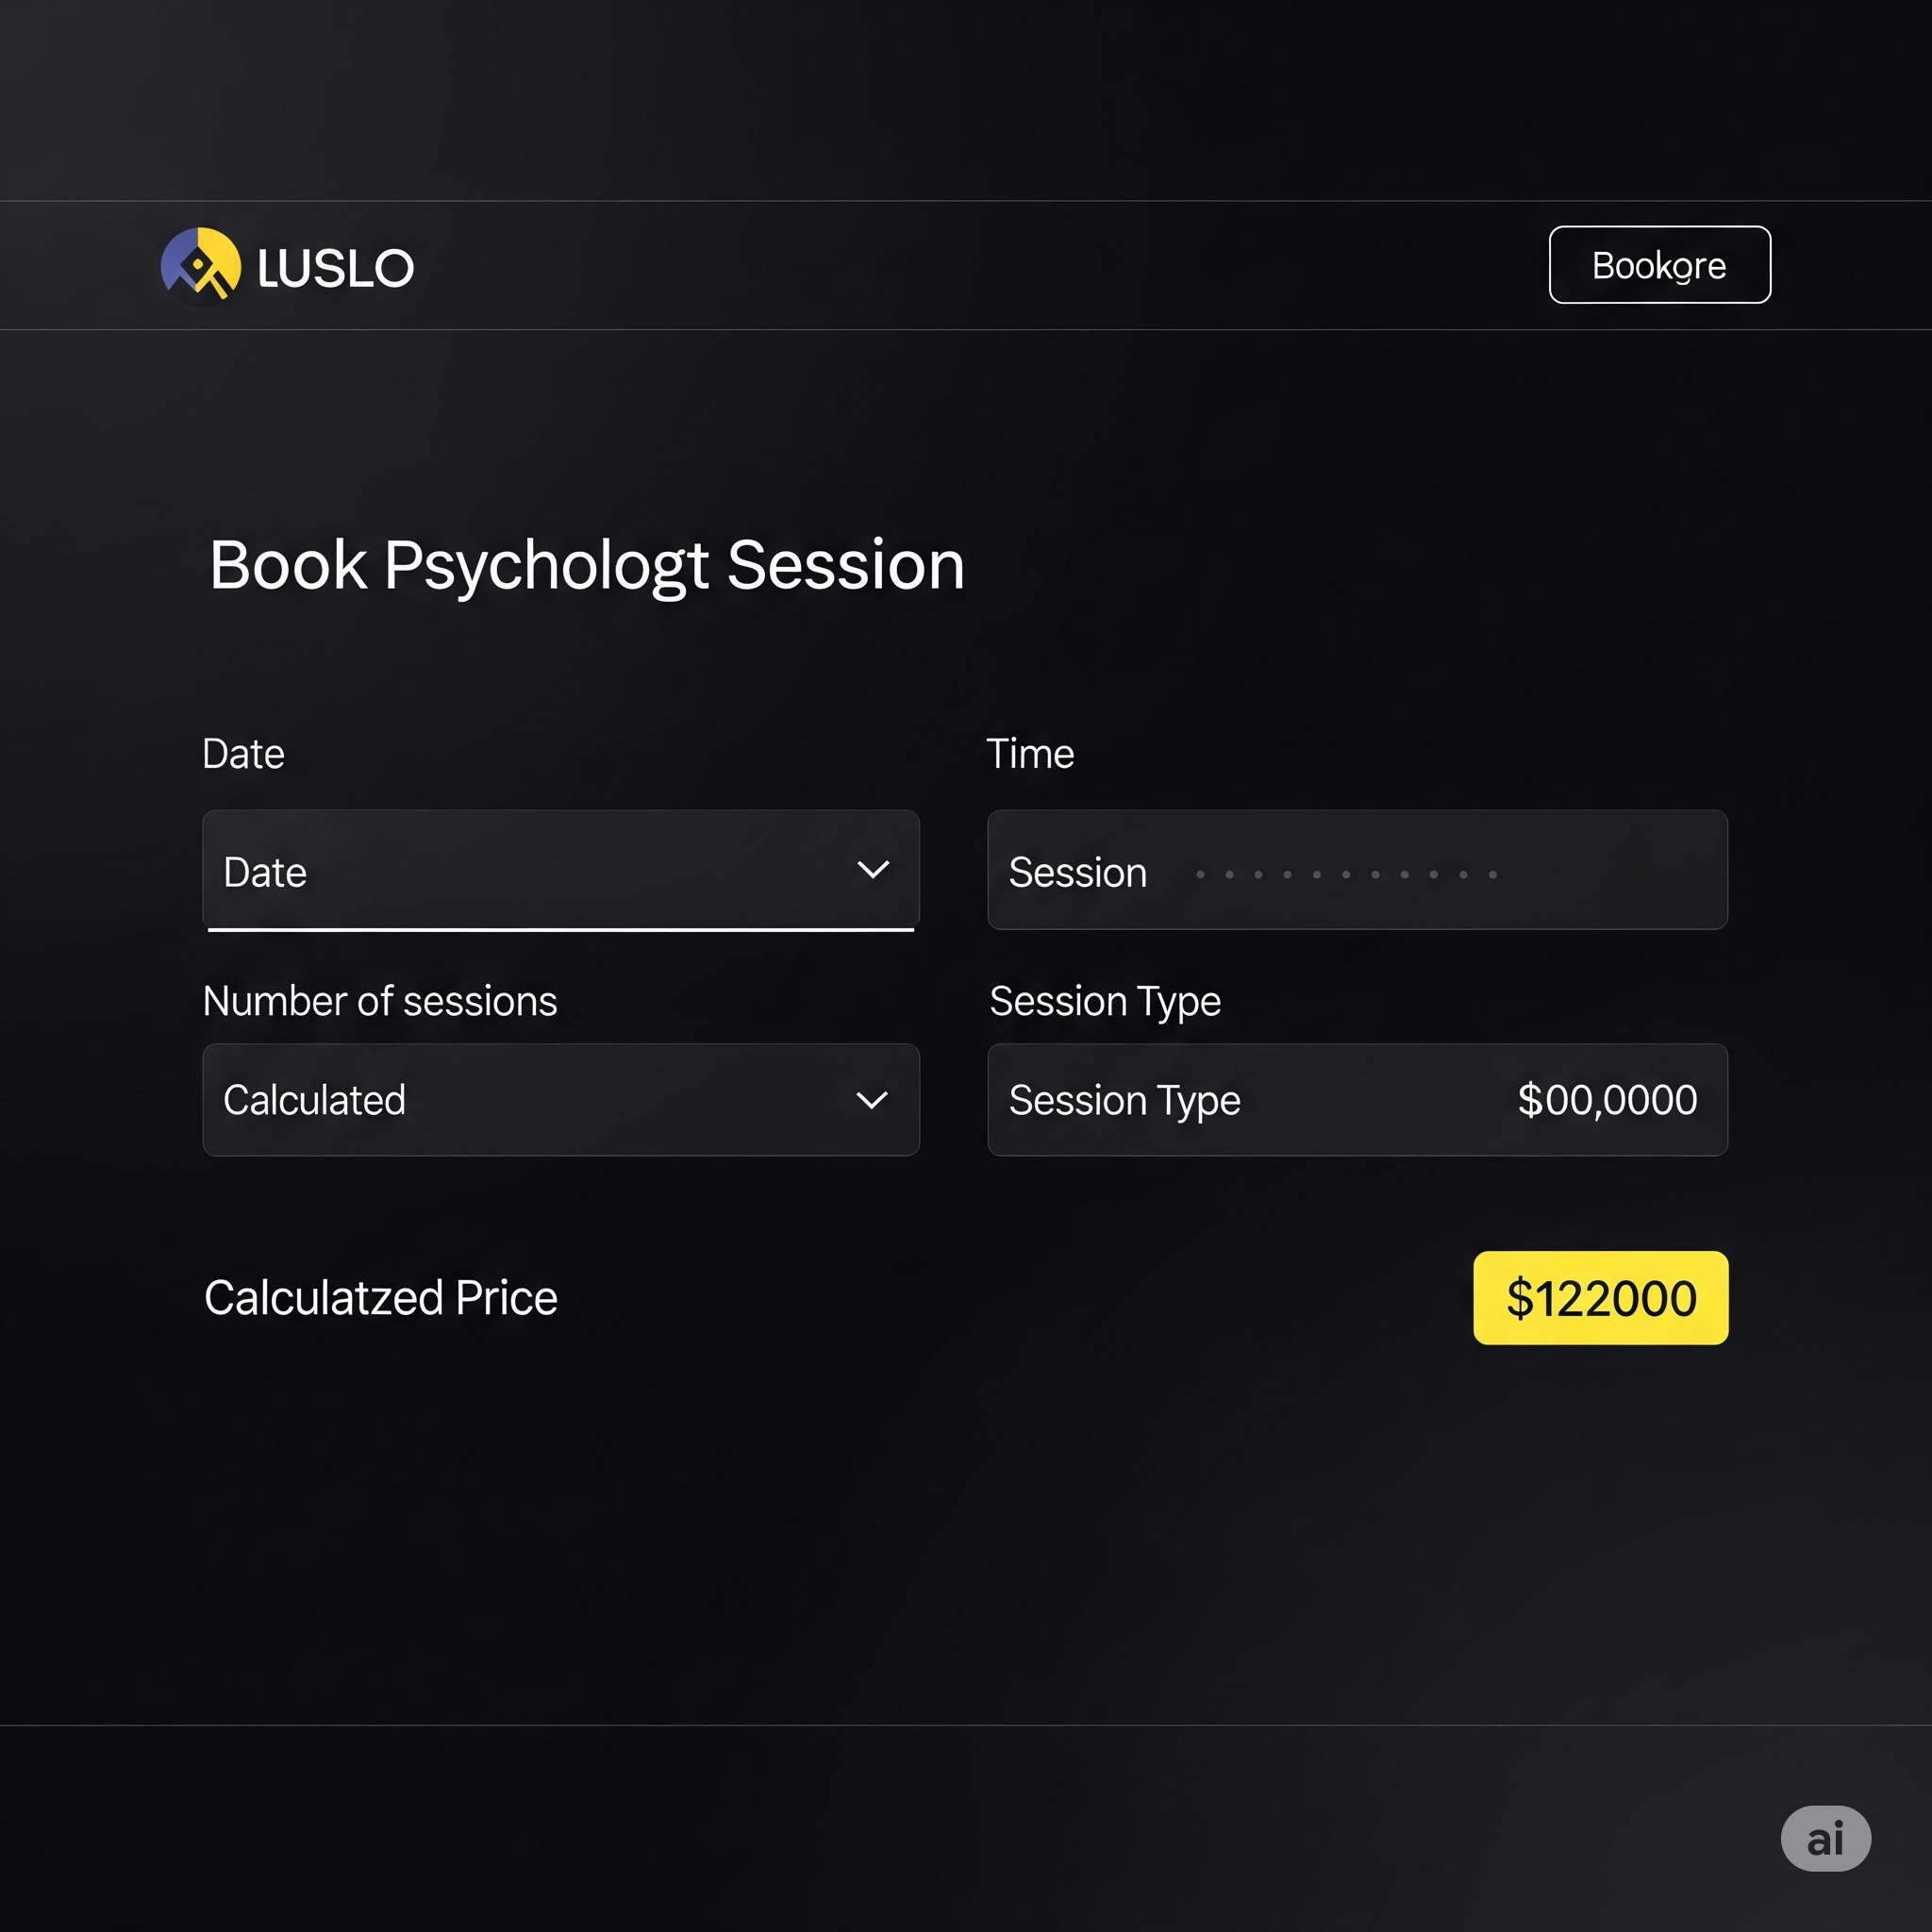 LUSLO
Bookgre
Book Psychologt Session
Date Time
Date Session
Number of sessions Session Type
Calculated Session Type $00,0000
Calculatzed Price $122000
ai